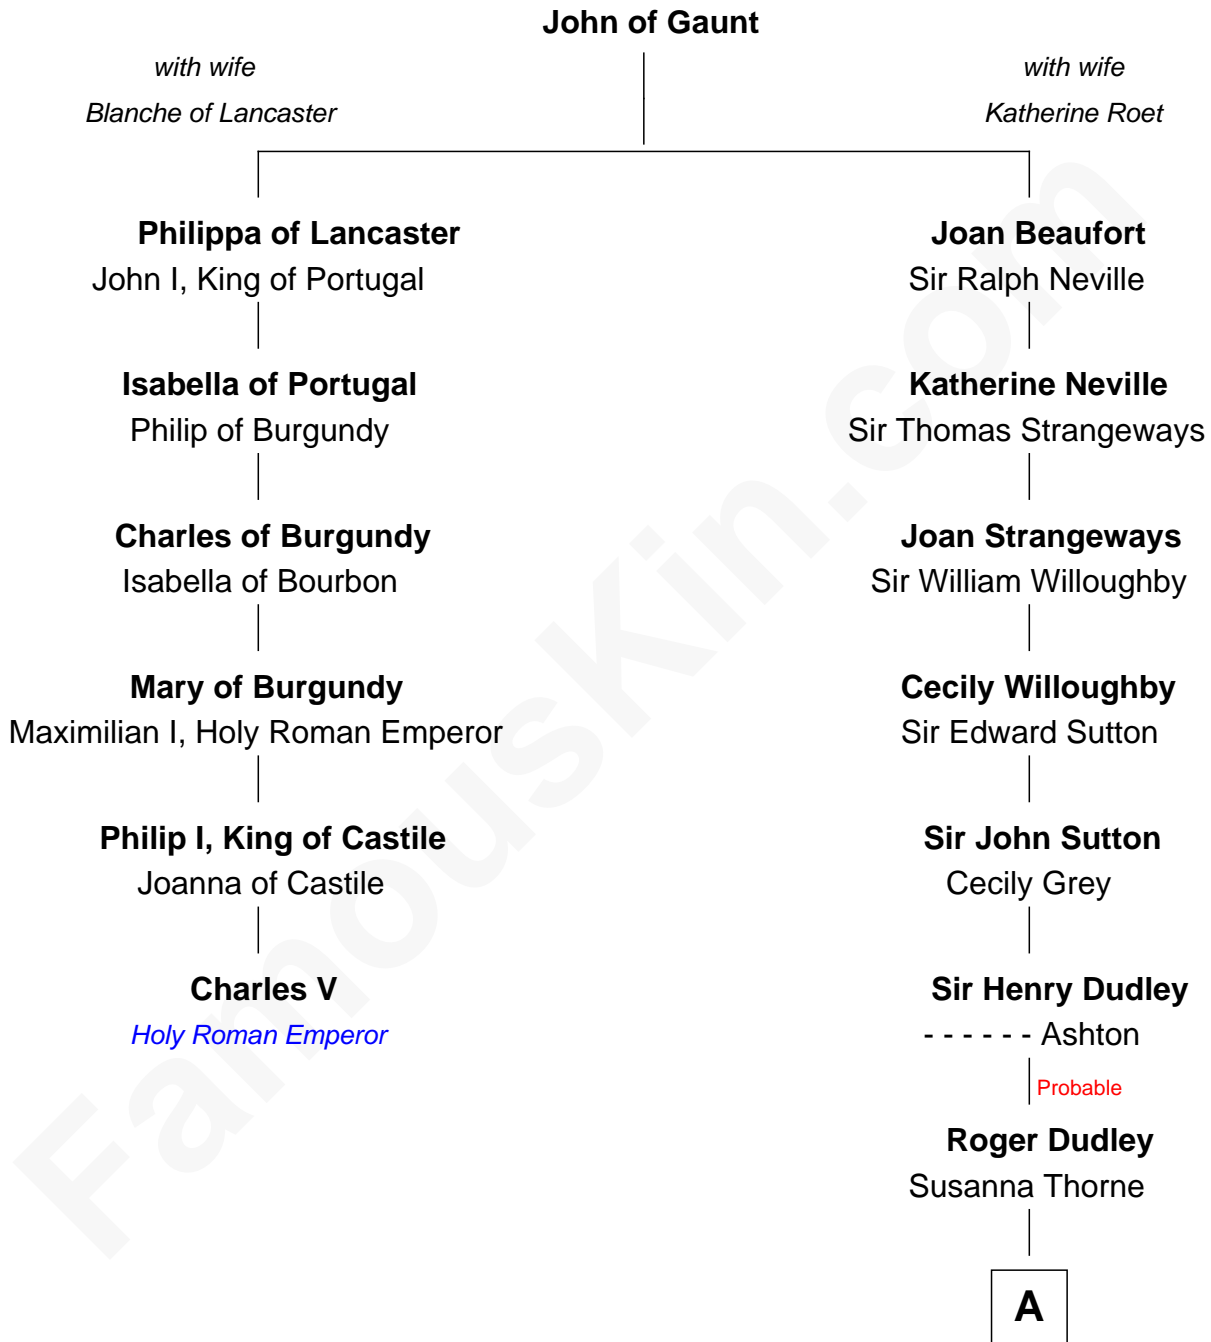 John of Gaunt
with wife
Blanche of Lancaster
with wife
Katherine Roet
Philippa of Lancaster
John I, King of Portugal
Isabella of Portugal
Philip of Burgundy
Charles of Burgundy
Isabella of Bourbon
Mary of Burgundy
Maximilian I, Holy Roman Emperor
Philip I, King of Castile
Joanna of Castile
Charles V
Holy Roman Emperor
Joan Beaufort
Sir Ralph Neville
Katherine Neville
Sir Thomas Strangeways
Joan Strangeways
Sir William Willoughby
Cecily Willoughby
Sir Edward Sutton
Sir John Sutton
Cecily Grey
Sir Henry Dudley
- - - - - - Ashton
Probable
Roger Dudley
Susanna Thorne
A
FamousKin.com